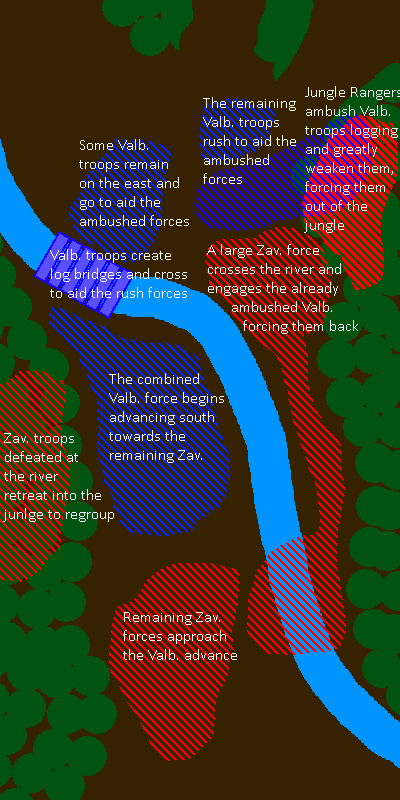 Jungle Rangers
ambush Valb.
troops logging
and greatly
weaken them,
forcing them
out of the
jungle
The remaining
Valb. troops
rush to aid the
ambushed
forces
Some Valb.
troops remain
on the east and
go to aid the
ambushed forces
A large Zav. force
crosses the river and
engages the already
ambushed Valb.
forcing them back
Valb. troops create
log bridges and cross
to aid the rush forces
The combined
Valb. force begins
advancing south
towards the
remaining Zav.
Zav. troops
defeated at
the river
retreat into the
junlge to regroup
Remaining Zav.
forces approach
the Valb. advance